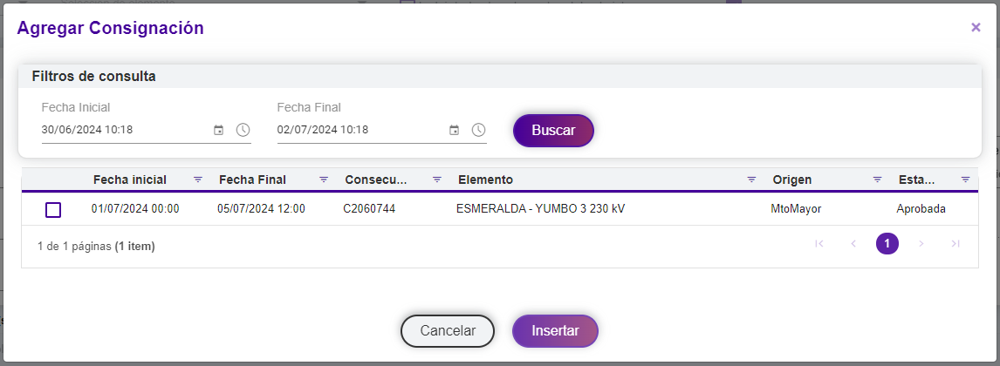 Agregar Consignación
×
Filtros de consulta
Fecha Inicial Fecha Final
30/06/2024 10:18 02/07/2024 10:18 Buscar
Fecha inicial Fecha Final Consecu... Elemento Origen Esta...
01/07/2024 00:00 05/07/2024 12:00 C2060744 ESMERALDA - YUMBO 3 230 kV MtoMayor Aprobada
1 de 1 páginas (1 item) 1
Cancelar Insertar